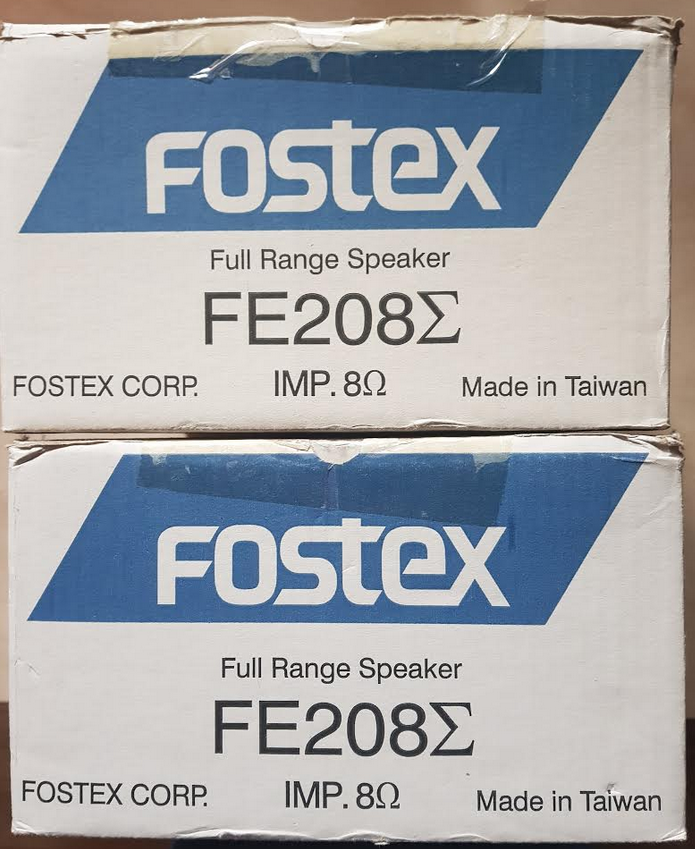 FOSTEX
Full Range Speaker
FE208Σ
FOSTEX CORP. IMP. 8Ω Made in Taiwan
FOSTEX
Full Range Speaker
FE208Σ
FOSTEX CORP. IMP. 8Ω Made in Taiwan